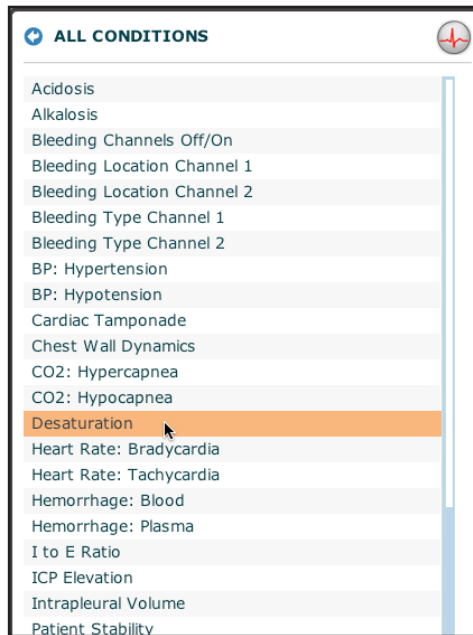 ALL CONDITIONS
Acidosis
Alkalosis
Bleeding Channels Off/On
Bleeding Location Channel 1
Bleeding Location Channel 2
Bleeding Type Channel 1
Bleeding Type Channel 2
BP: Hypertension
BP: Hypotension
Cardiac Tamponade
Chest Wall Dynamics
CO2: Hypercapnea
CO2: Hypocapnea
Desaturation
Heart Rate: Bradycardia
Heart Rate: Tachycardia
Hemorrhage: Blood
Hemorrhage: Plasma
I to E Ratio
ICP Elevation
Intrapleural Volume
Patient Stability